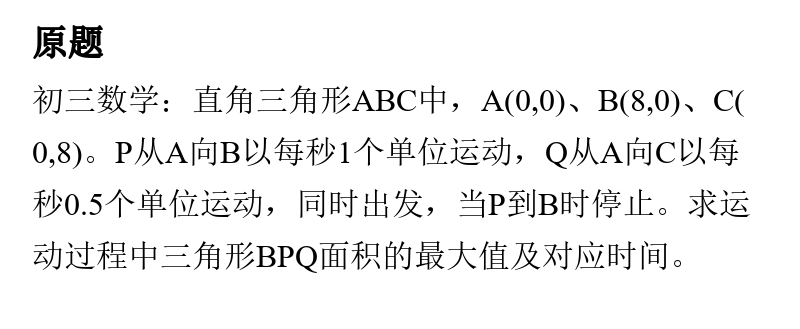 原题
初三数学：直角三角形ABC中，A(0,0)、B(8,0)、C(
0,8)。P从A向B以每秒1个单位运动，Q从A向C以每
秒0.5个单位运动，同时出发，当P到B时停止。求运
动过程中三角形BPQ面积的最大值及对应时间。